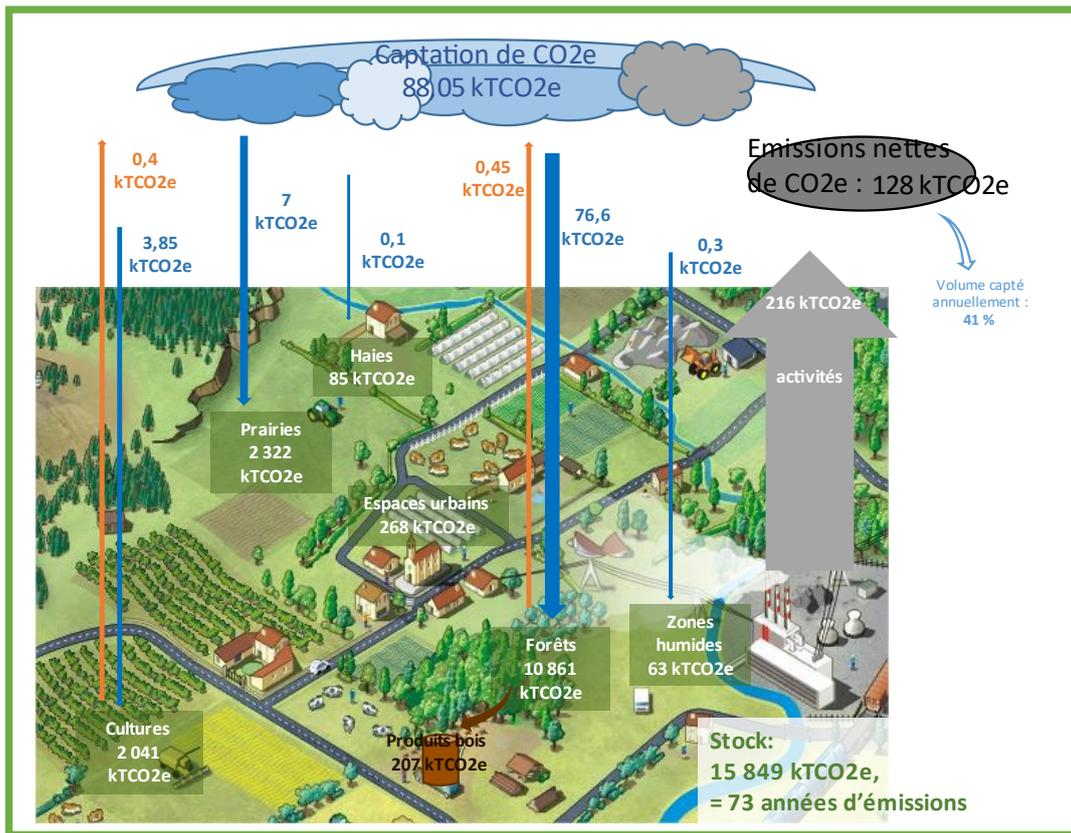 Captation de CO2e
88,05 kTCO2e
Emissions nettes
de CO2e : 128 kTCO2e
0,4
kTCO2e
3,85
kTCO2e
7
kTCO2e
0,1
kTCO2e
0,45
kTCO2e
76,6
kTCO2e
0,3
kTCO2e
Volume capté
annuellement :
41 %
216 kTCO2e
activités
Haies
85 kTCO2e
Prairies
2 322
kTCO2e
Espaces urbains
268 kTCO2e
Forêts
10 861
kTCO2e
Zones
humides
63 kTCO2e
Cultures
2 041
kTCO2e
Produits bois
207 kTCO2e
Stock:
15 849 kTCO2e,
= 73 années d’émissions